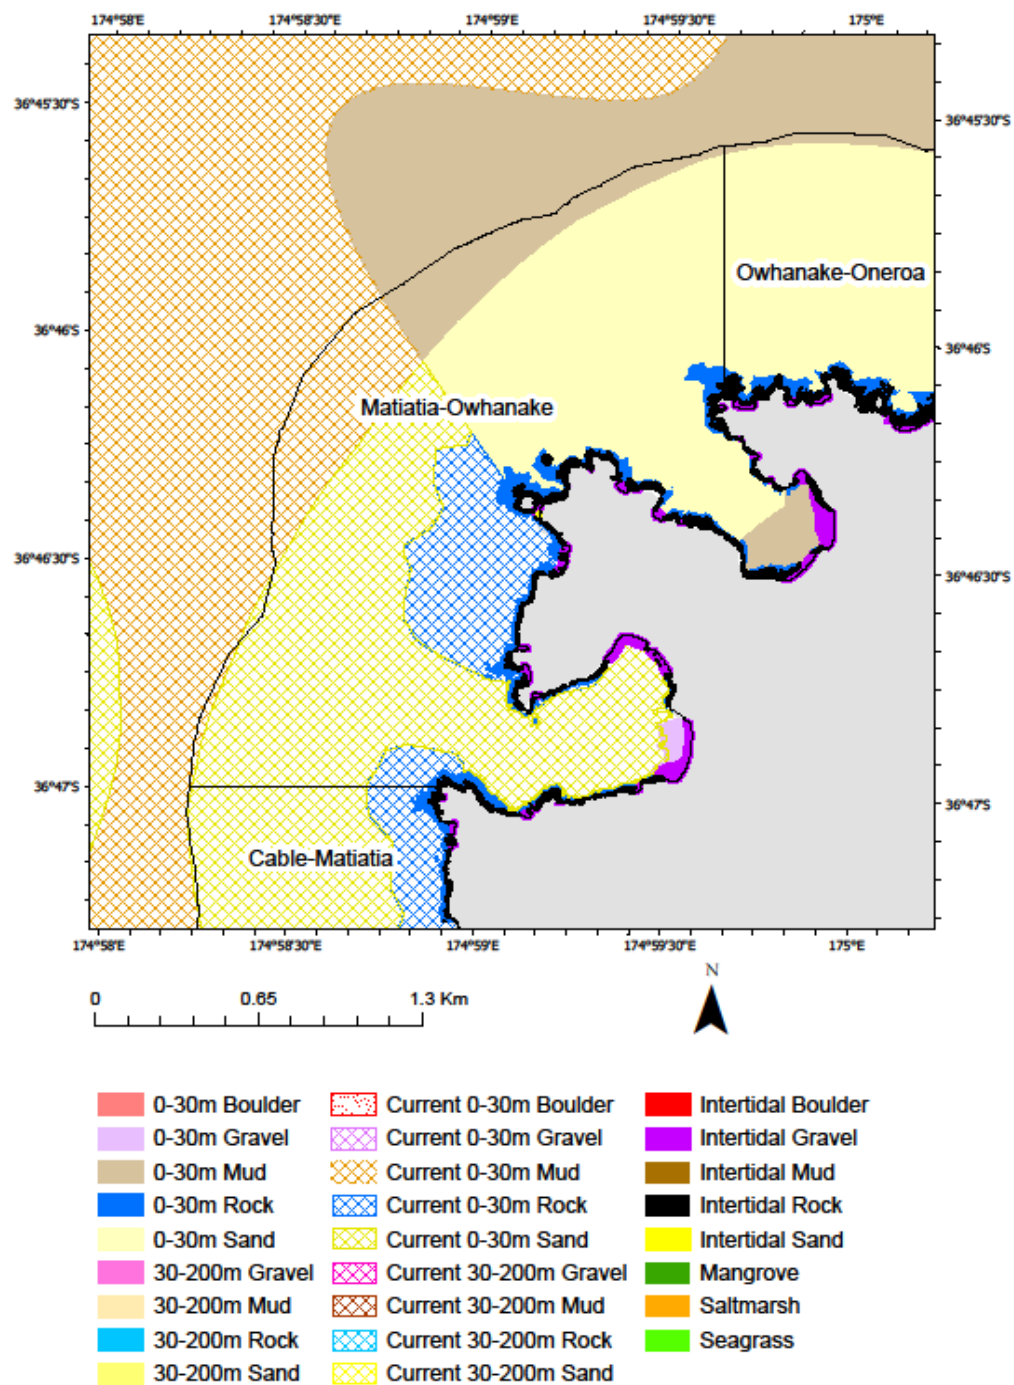 174°58'E 174°58'30"E 174°59'E 174°59'30"E 175°E
36°45'30"S 36°45'30"S
Owhanake-Oneroa
36°46'S 36°46'S
Matiatia-Owhanake
36°46'30"S 36°46'30"S
36°47'S 36°47'S
Cable-Matiatia
174°58'E 174°58'30"E 174°59'E 174°59'30"E 175°E
N
0 0.65 1.3 Km
0-30m Boulder Current 0-30m Boulder Intertidal Boulder
0-30m Gravel Current 0-30m Gravel Intertidal Gravel
0-30m Mud Current 0-30m Mud Intertidal Mud
0-30m Rock Current 0-30m Rock Intertidal Rock
0-30m Sand Current 0-30m Sand Intertidal Sand
30-200m Gravel Current 30-200m Gravel Mangrove
30-200m Mud Current 30-200m Mud Saltmarsh
30-200m Rock Current 30-200m Rock Seagrass
30-200m Sand Current 30-200m Sand